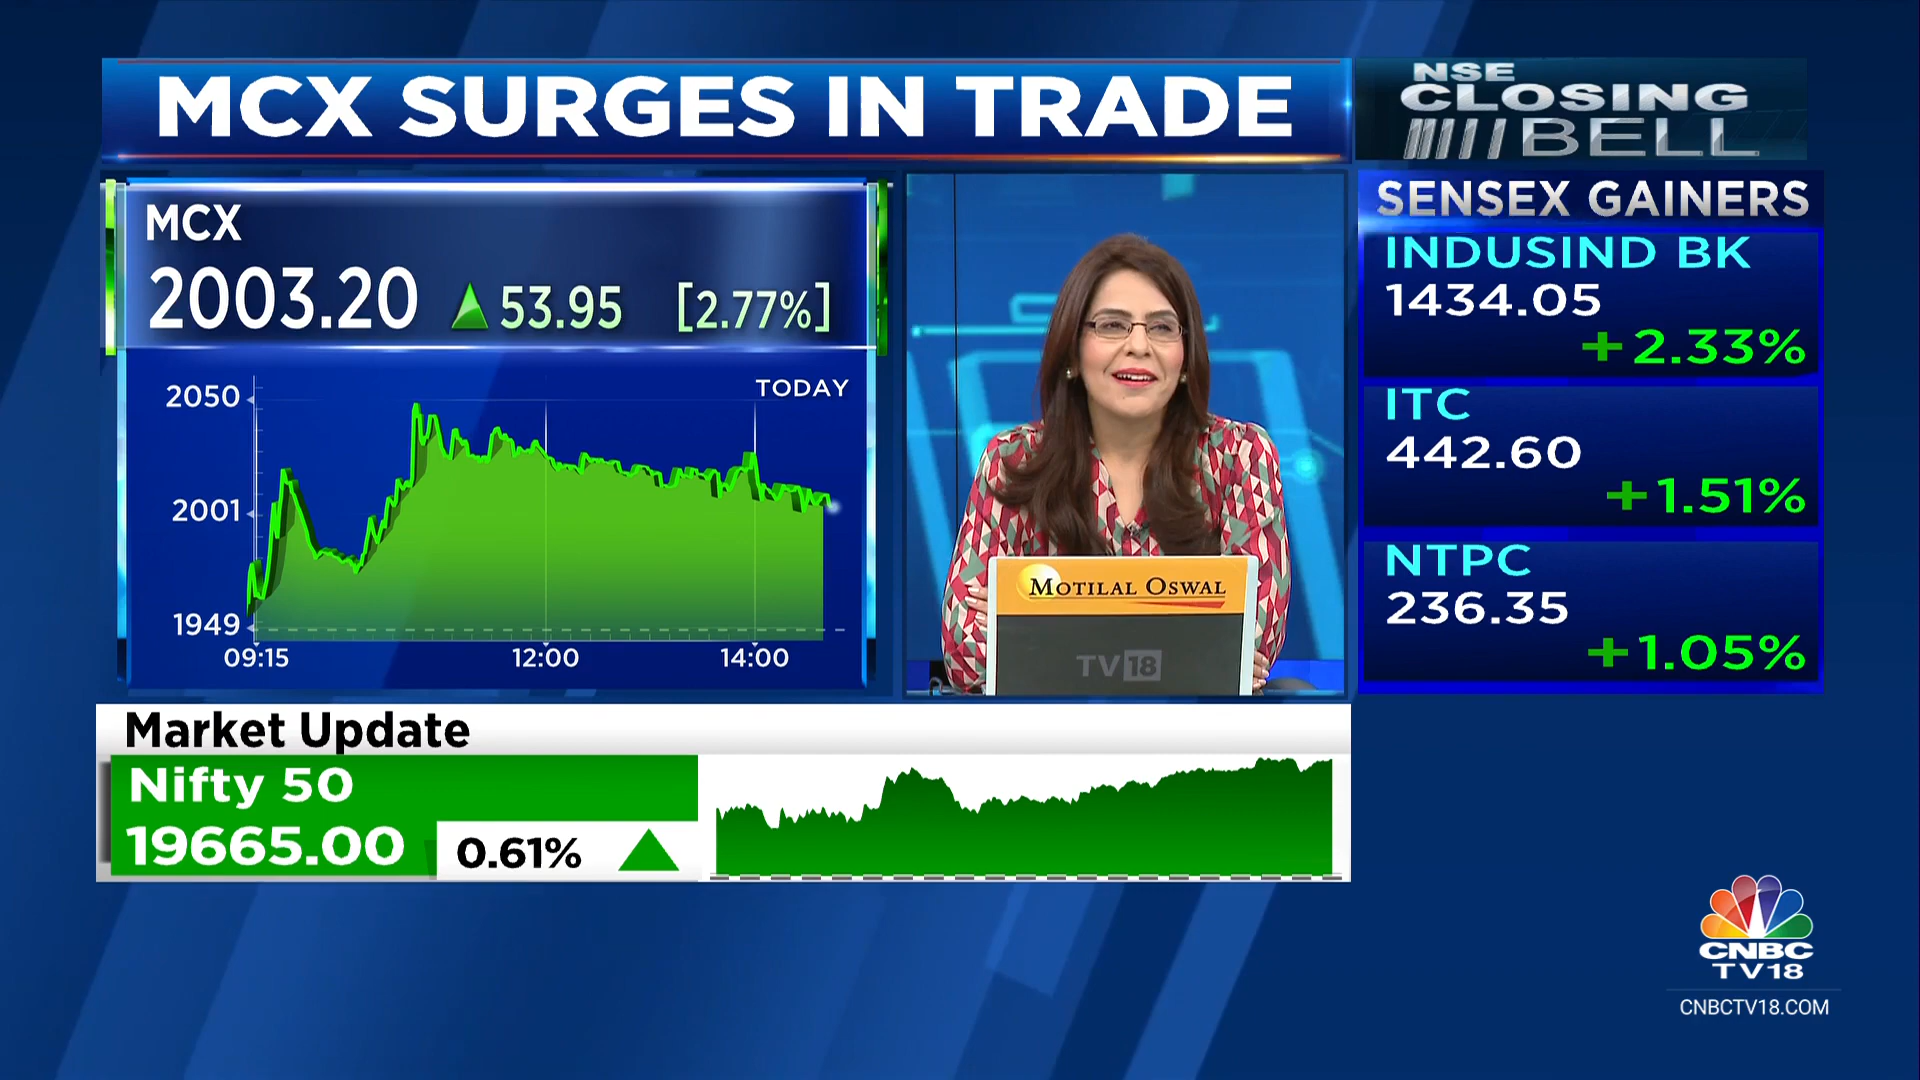 MCX SURGES IN TRADE
NSE
CLOSING
BELL
MCX
2003.20 ▲ 53.95 [2.77%]
TODAY
2050
2001
1949
09:15 12:00 14:00
MOTILAL OSWAL
TV18
SENSEX GAINERS
INDUSIND BK
1434.05
+2.33%
ITC
442.60
+1.51%
NTPC
236.35
+1.05%
Market Update
Nifty 50
19665.00 0.61% ▲
CNBC
TV18
CNBCTV18.COM